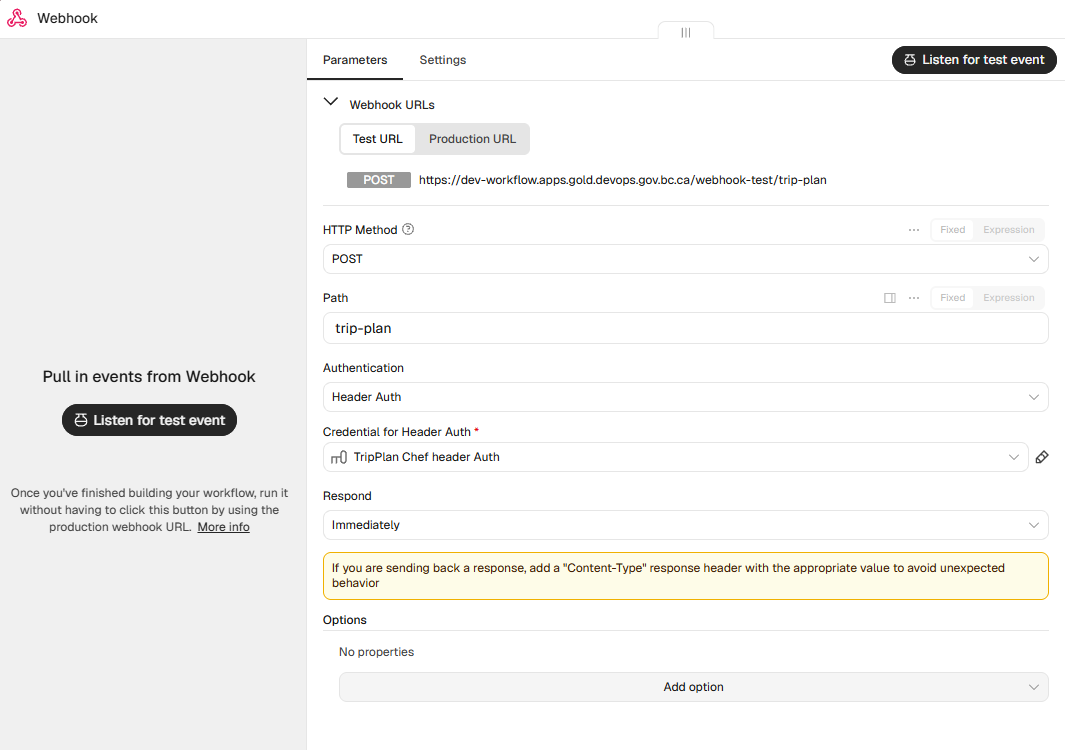 Webhook
Parameters
Settings
Listen for test event
Webhook URLs
Test URL
Production URL
POST
https://dev-workflow.apps.gold.devops.gov.bc.ca/webhook-test/trip-plan
HTTP Method
Fixed
Expression
POST
Path
Fixed
Expression
trip-plan
Authentication
Header Auth
Credential for Header Auth *
TripPlan Chef header Auth
Respond
Immediately
If you are sending back a response, add a "Content-Type" response header with the appropriate value to avoid unexpected
behavior
Options
No properties
Add option
Pull in events from Webhook
Listen for test event
Once you've finished building your workflow, run it
without having to click this button by using the
production webhook URL. More info